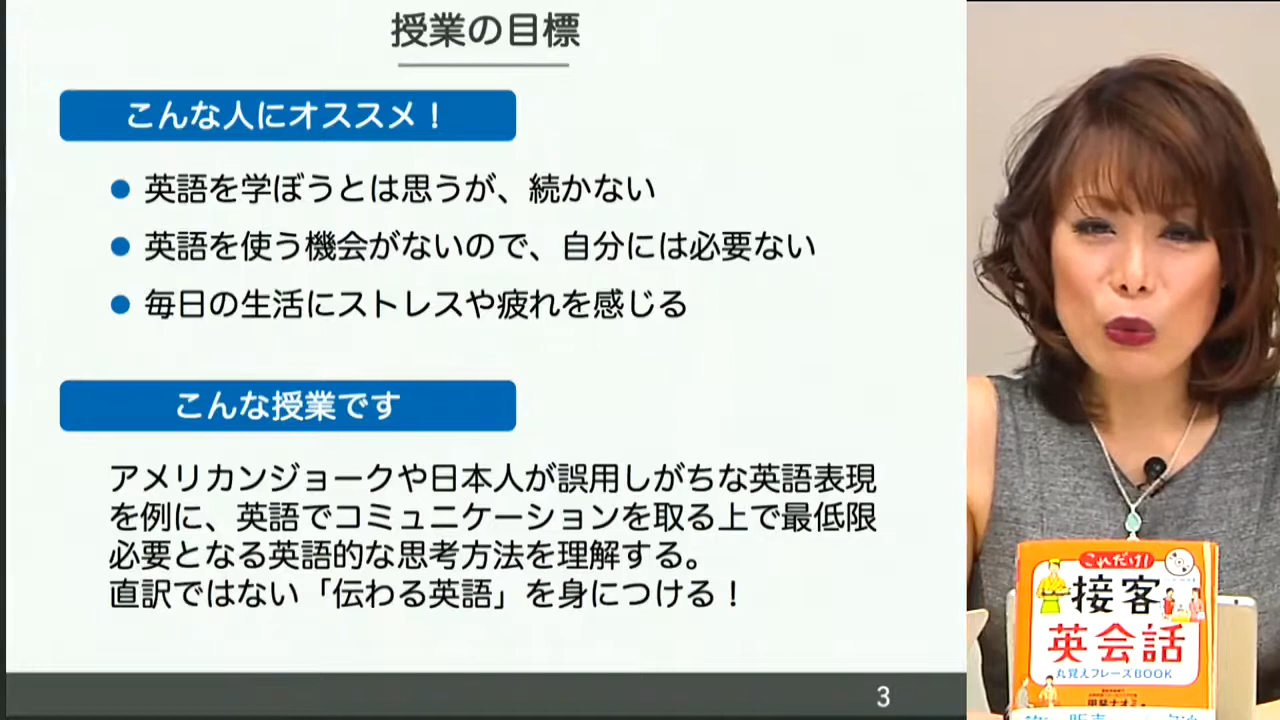 授業の目標
こんな人にオススメ！
英語を学ぼうとは思うが、続かない
英語を使う機会がないので、自分には必要ない
毎日の生活にストレスや疲れを感じる
こんな授業です
アメリカンジョークや日本人が誤用しがちな英語表現
を例に、英語でコミュニケーションを取る上で最低限
必要となる英語的な思考方法を理解する。
直訳ではない「伝わる英語」を身につける！
3
これだけ!
接客
英会話
丸覚えフレーズBOOK